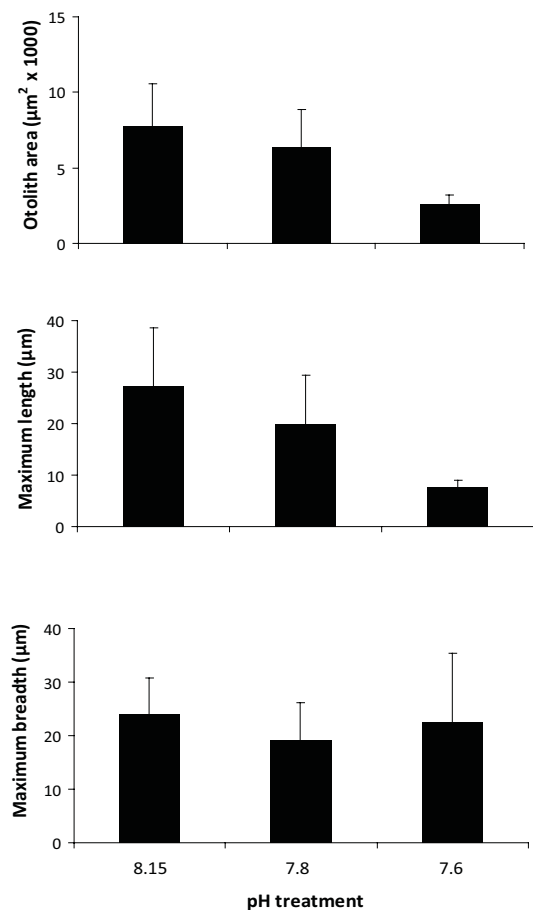 Otolith area (µm² x 1000)
15
10
5
0
Maximum length (µm)
40
30
20
10
0
Maximum breadth (µm)
40
30
20
10
0
8.15 7.8 7.6
pH treatment